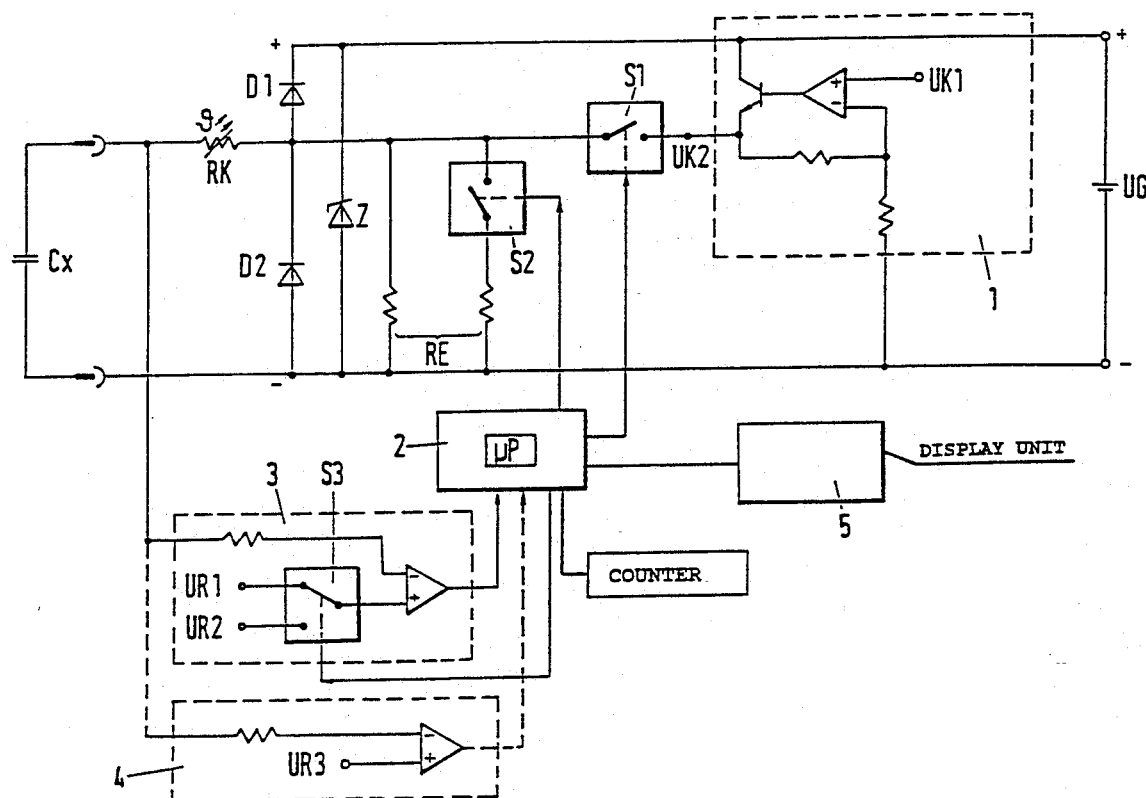 +
+
D1
S1
UK1
+
−
ϑ
RK
UK2
UG
Z
Cx
D2
S2
1
RE
−
−
2
µP
DISPLAY UNIT
3
S3
5
−
+
UR1
COUNTER
UR2
−
+
UR3
4